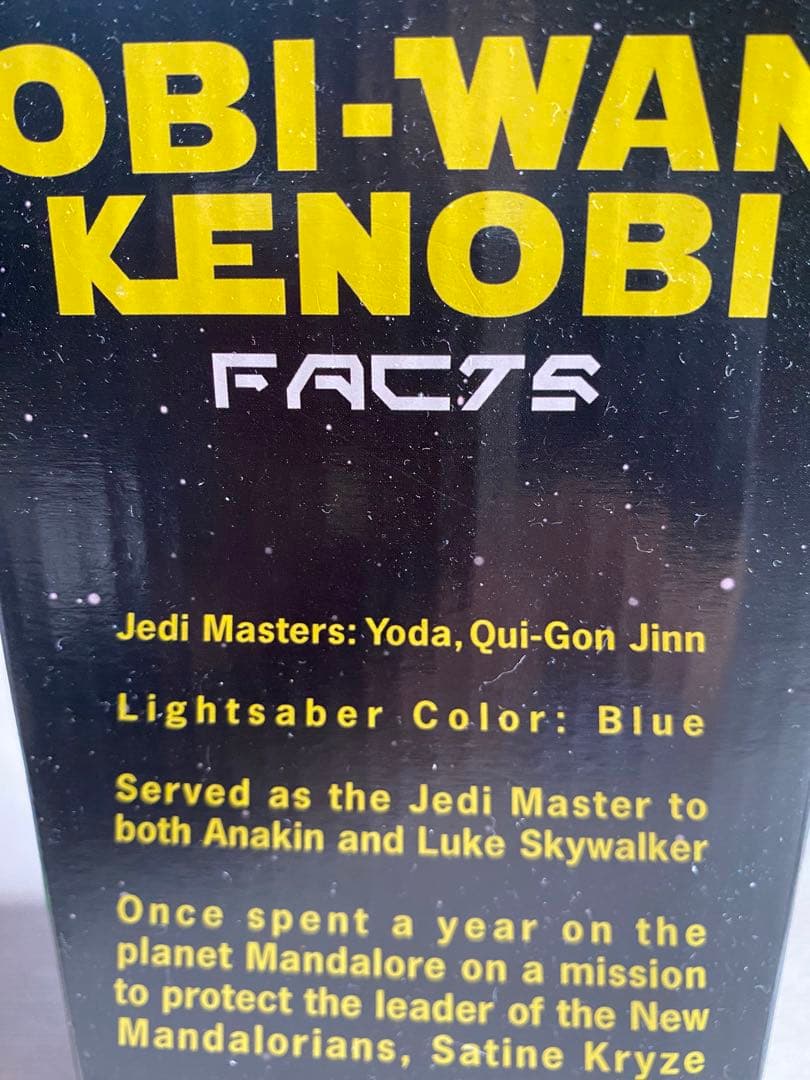 OBI-WAN
KENOBI
FACTS
Jedi Masters: Yoda, Qui-Gon Jinn
Lightsaber Color: Blue
Served as the Jedi Master to
both Anakin and Luke Skywalker
Once spent a year on the
planet Mandalore on a mission
to protect the leader of the New
Mandalorians, Satine Kryze